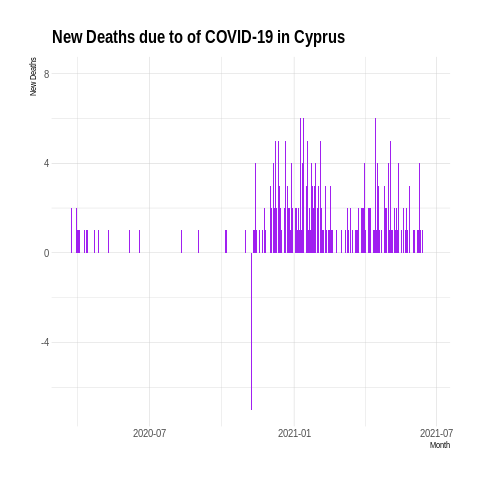 New Deaths due to of COVID-19 in Cyprus
New Deaths
8
4
0
-4
2020-07
2021-01
2021-07
Month